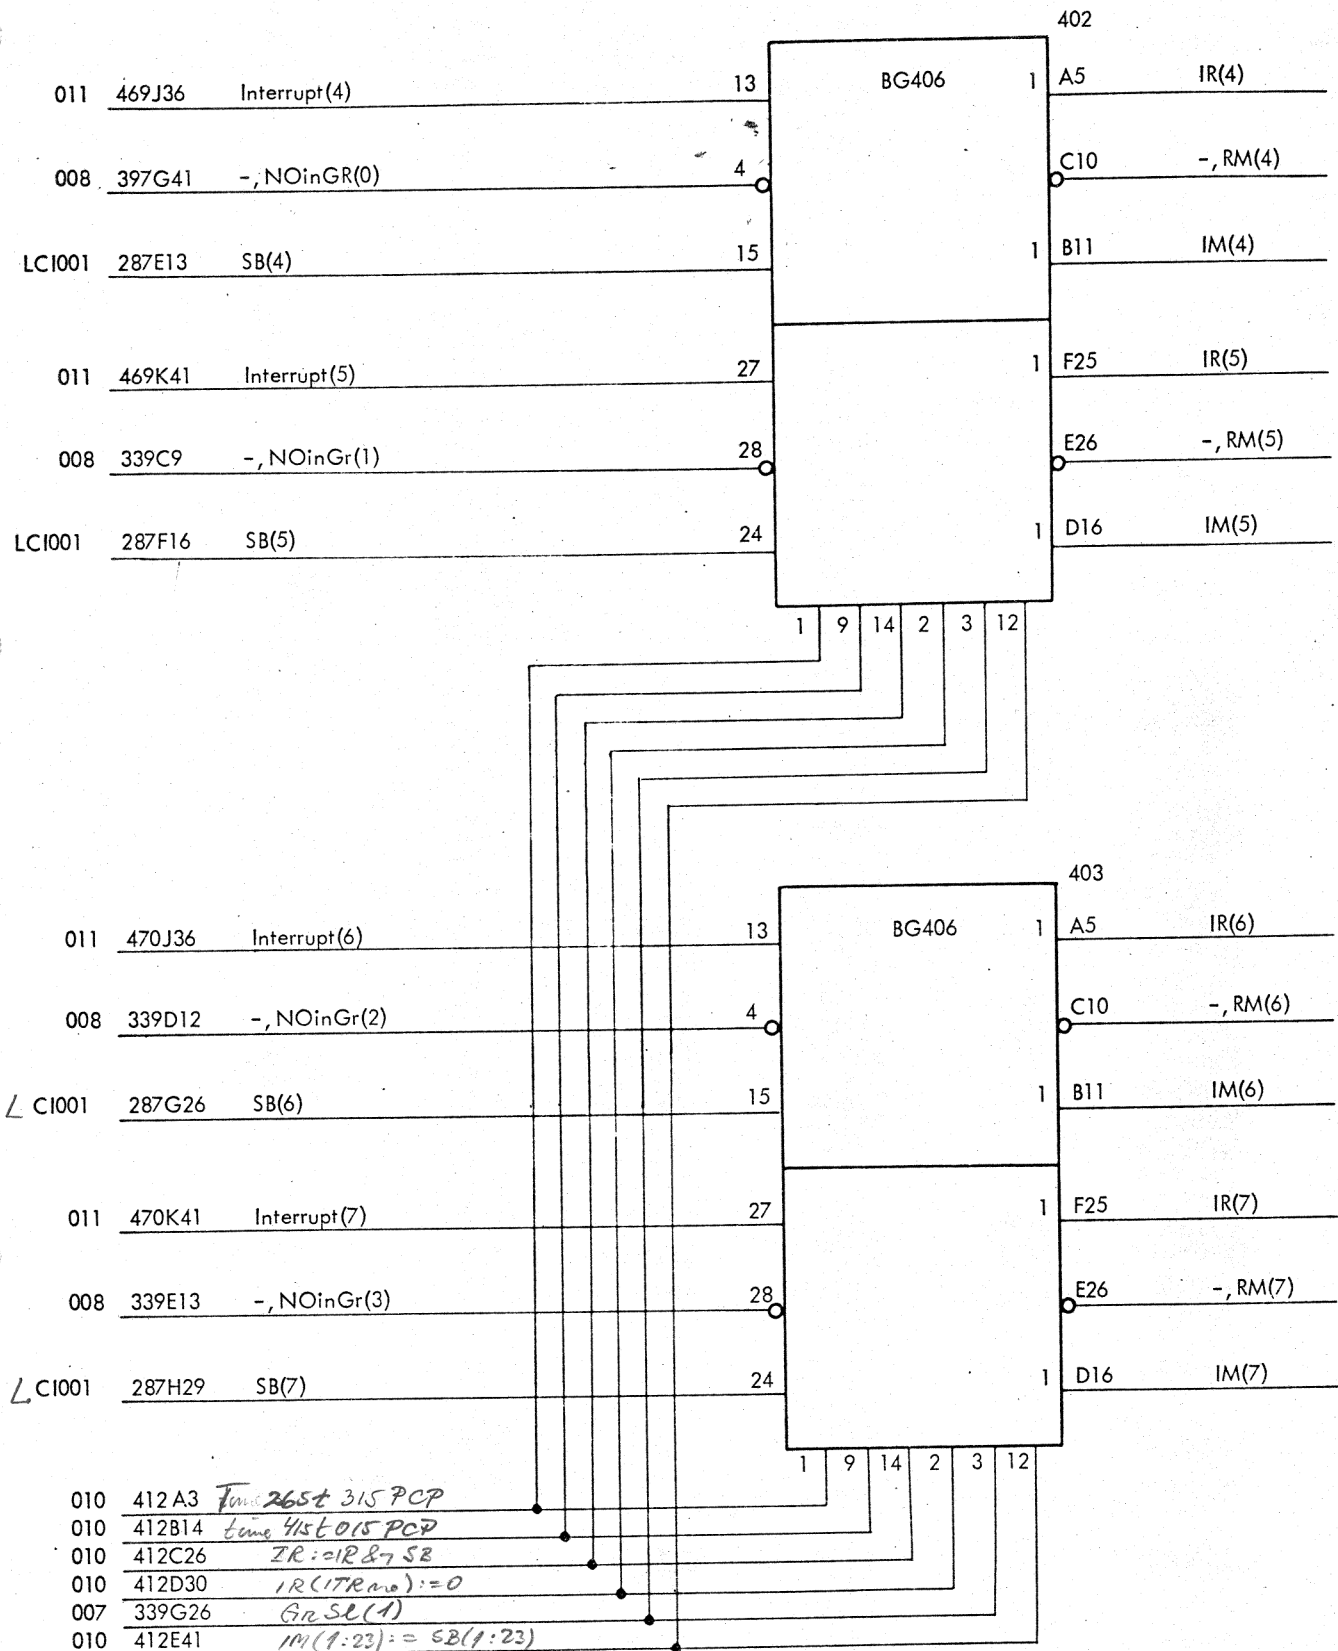 402
011 469J36 Interrupt(4) 13 BG406 1 A5 IR(4)
008 397G41 -, NOinGR(0) 4 C10 -, RM(4)
LCI001 287E13 SB(4) 15 1 B11 IM(4)
011 469K41 Interrupt(5) 27 1 F25 IR(5)
008 339C9 -, NOinGr(1) 28 E26 -, RM(5)
LCI001 287F16 SB(5) 24 1 D16 IM(5)
1 9 14 2 3 12
403
011 470J36 Interrupt(6) 13 BG406 1 A5 IR(6)
008 339D12 -, NOinGr(2) 4 C10 -, RM(6)
LCI001 287G26 SB(6) 15 1 B11 IM(6)
011 470K41 Interrupt(7) 27 1 F25 IR(7)
008 339E13 -, NOinGr(3) 28 E26 -, RM(7)
LCI001 287H29 SB(7) 24 1 D16 IM(7)
1 9 14 2 3 12
010 412A3 Time 265t 315 PCP
010 412B14 time 415t015 PCP
010 412C26 IR:=IR&¬SB
010 412D30 IR(ITRno):=0
007 339G26 GrSl(1)
010 412E41 IM(1:23):= SB(1:23)